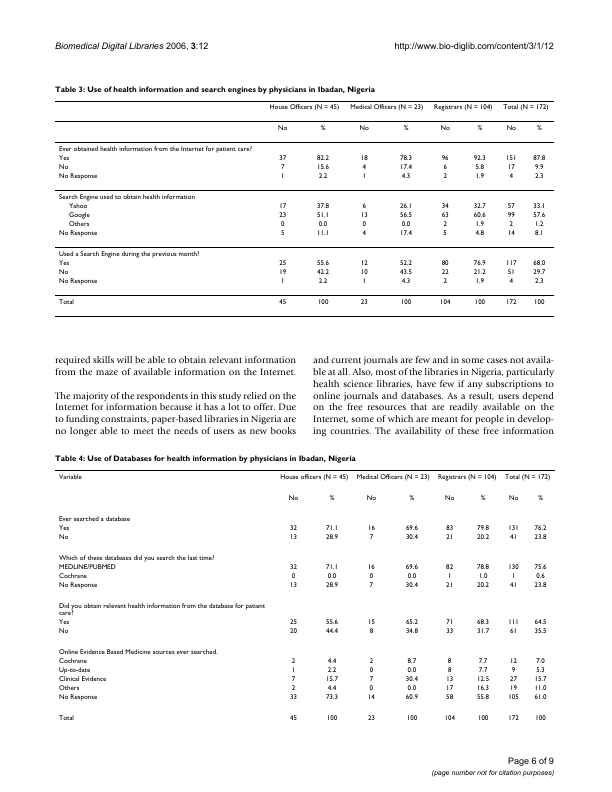 Biomedical Digital Libraries 2006, 3:12 http://www.bio-diglib.com/content/3/1/12
Table 3: Use of health information and search engines by physicians in Ibadan, Nigeria
House Officers (N = 45) Medical Officers (N = 23) Registrars (N = 104) Total (N = 172)
No % No % No % No %
Ever obtained health information from the Internet for patient care?
Yes 37 82.2 18 78.3 96 92.3 151 87.8
No 7 15.6 4 17.4 6 5.8 17 9.9
No Response 1 2.2 1 4.3 2 1.9 4 2.3
Search Engine used to obtain health information
Yahoo 17 37.8 6 26.1 34 32.7 57 33.1
Google 23 51.1 13 56.5 63 60.6 99 57.6
Others 0 0.0 0 0.0 2 1.9 2 1.2
No Response 5 11.1 4 17.4 5 4.8 14 8.1
Used a Search Engine during the previous month?
Yes 25 55.6 12 52.2 80 76.9 117 68.0
No 19 42.2 10 43.5 22 21.2 51 29.7
No Response 1 2.2 1 4.3 2 1.9 4 2.3
Total 45 100 23 100 104 100 172 100
required skills will be able to obtain relevant information
from the maze of available information on the Internet.
The majority of the respondents in this study relied on the
Internet for information because it has a lot to offer. Due
to funding constraints, paper-based libraries in Nigeria are
no longer able to meet the needs of users as new books
and current journals are few and in some cases not availa-
ble at all. Also, most of the libraries in Nigeria, particularly
health science libraries, have few if any subscriptions to
online journals and databases. As a result, users depend
on the free resources that are readily available on the
Internet, some of which are meant for people in develop-
ing countries. The availability of these free information
Table 4: Use of Databases for health information by physicians in Ibadan, Nigeria
Variable House officers (N = 45) Medical Officers (N = 23) Registrars (N = 104) Total (N = 172)
No % No % No % No %
Ever searched a database
Yes 32 71.1 16 69.6 83 79.8 131 76.2
No 13 28.9 7 30.4 21 20.2 41 23.8
Which of these databases did you search the last time?
MEDLINE/PUBMED 32 71.1 16 69.6 82 78.8 130 75.6
Cochrane 0 0.0 0 0.0 1 1.0 1 0.6
No Response 13 28.9 7 30.4 21 20.2 41 23.8
Did you obtain relevant health information from the database for patient
care?
Yes 25 55.6 15 65.2 71 68.3 111 64.5
No 20 44.4 8 34.8 33 31.7 61 35.5
Online Evidence Based Medicine sources ever searched.
Cochrane 2 4.4 2 8.7 8 7.7 12 7.0
Up-to-date 1 2.2 0 0.0 8 7.7 9 5.3
Clinical Evidence 7 15.7 7 30.4 13 12.5 27 15.7
Others 2 4.4 0 0.0 17 16.3 19 11.0
No Response 33 73.3 14 60.9 58 55.8 105 61.0
Total 45 100 23 100 104 100 172 100
Page 6 of 9
(page number not for citation purposes)